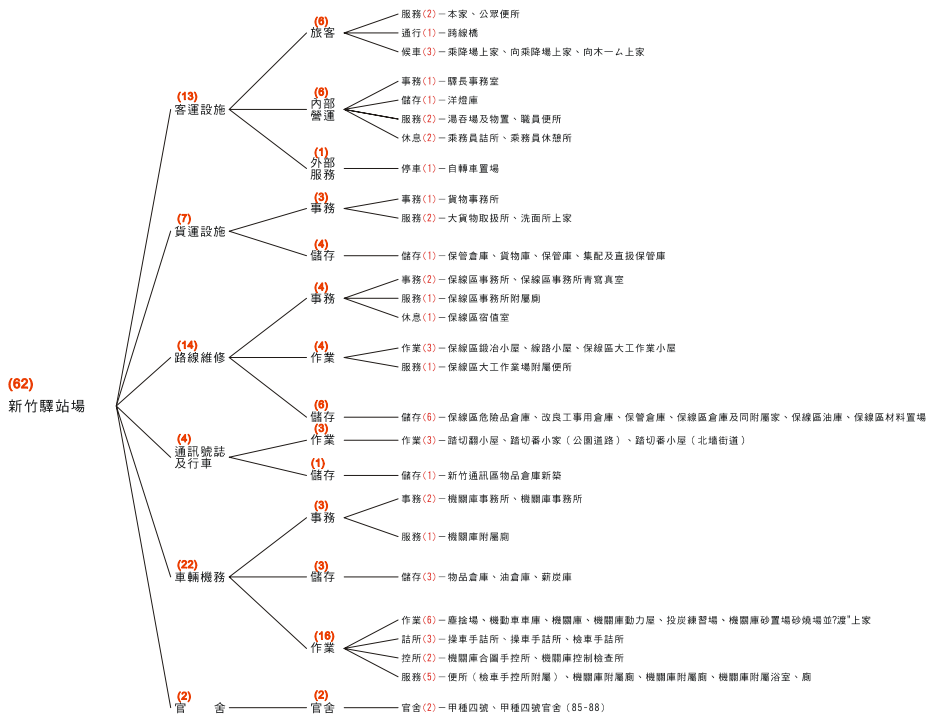 (62)
新竹驛站場
(13)
客運設施
(6)
旅客
服務(2)－本家、公眾便所
通行(1)－跨線橋
候車(3)－乘降場上家、向乘降場上家、向木一ム上家
(6)
內部
營運
事務(1)－驛長事務室
儲存(1)－洋燈庫
服務(2)－湯吞場及物置、職員便所
休息(2)－乘務員詰所、乘務員休憩所
(1)
外部
服務
停車(1)－自轉車置場
(7)
貨運設施
(3)
事務
事務(1)－貨物事務所
服務(2)－大貨物取扱所、洗面所上家
(4)
儲存
儲存(1)－保管倉庫、貨物庫、保管庫、集配及直扱保管庫
(14)
路線維修
(4)
事務
事務(2)－保線區事務所、保線區事務所青寫真室
服務(1)－保線區事務所附屬廁
休息(1)－保線區宿值室
(4)
作業
作業(3)－保線區鍛冶小屋、線路小屋、保線區大工作業小屋
服務(1)－保線區大工作業場附屬便所
(6)
儲存
儲存(6)－保線區危險品倉庫、改良工事用倉庫、保管倉庫、保線區倉庫及同附屬家、保線區油庫、保線區材料置場
(4)
通訊號誌
及行車
(3)
作業
作業(3)－踏切翻小屋、踏切番小家（公園道路）、踏切番小屋（北墻街道）
(1)
儲存
儲存(1)－新竹通訊區物品倉庫新築
(22)
車輛機務
(3)
事務
事務(2)－機關庫事務所、機關庫事務所
服務(1)－機關庫附屬廁
(3)
儲存
儲存(3)－物品倉庫、油倉庫、薪炭庫
(16)
作業
作業(6)－塵捨場、機動車車庫、機關庫、機關庫動力屋、投炭練習場、機關庫砂置場砂燒場並?渡"上家
詰所(3)－操車手詰所、操車手詰所、檢車手詰所
控所(2)－機關庫合圖手控所、機關庫控制檢查所
服務(5)－便所（檢車手控所附屬）、機關庫附屬廁、機關庫附屬廁、機關庫附屬浴室、廁
(2)
官　舍
(2)
官舍
官舍(2)－甲種四號、甲種四號官舍（85-88）